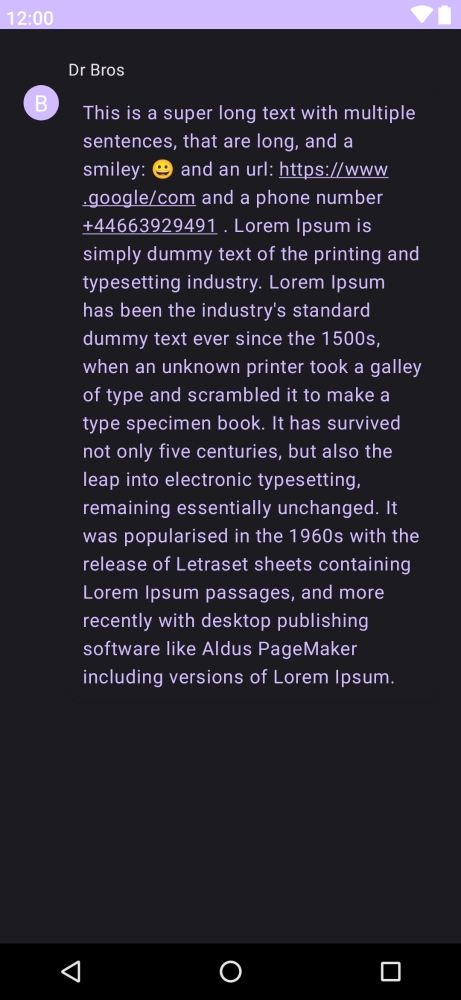 12:00
Dr Bros
B
This is a super long text with multiple
sentences, that are long, and a
smiley: 😀 and an url: https://www
.google/com and a phone number
+44663929491 . Lorem Ipsum is
simply dummy text of the printing and
typesetting industry. Lorem Ipsum
has been the industry's standard
dummy text ever since the 1500s,
when an unknown printer took a galley
of type and scrambled it to make a
type specimen book. It has survived
not only five centuries, but also the
leap into electronic typesetting,
remaining essentially unchanged. It
was popularised in the 1960s with the
release of Letraset sheets containing
Lorem Ipsum passages, and more
recently with desktop publishing
software like Aldus PageMaker
including versions of Lorem Ipsum.